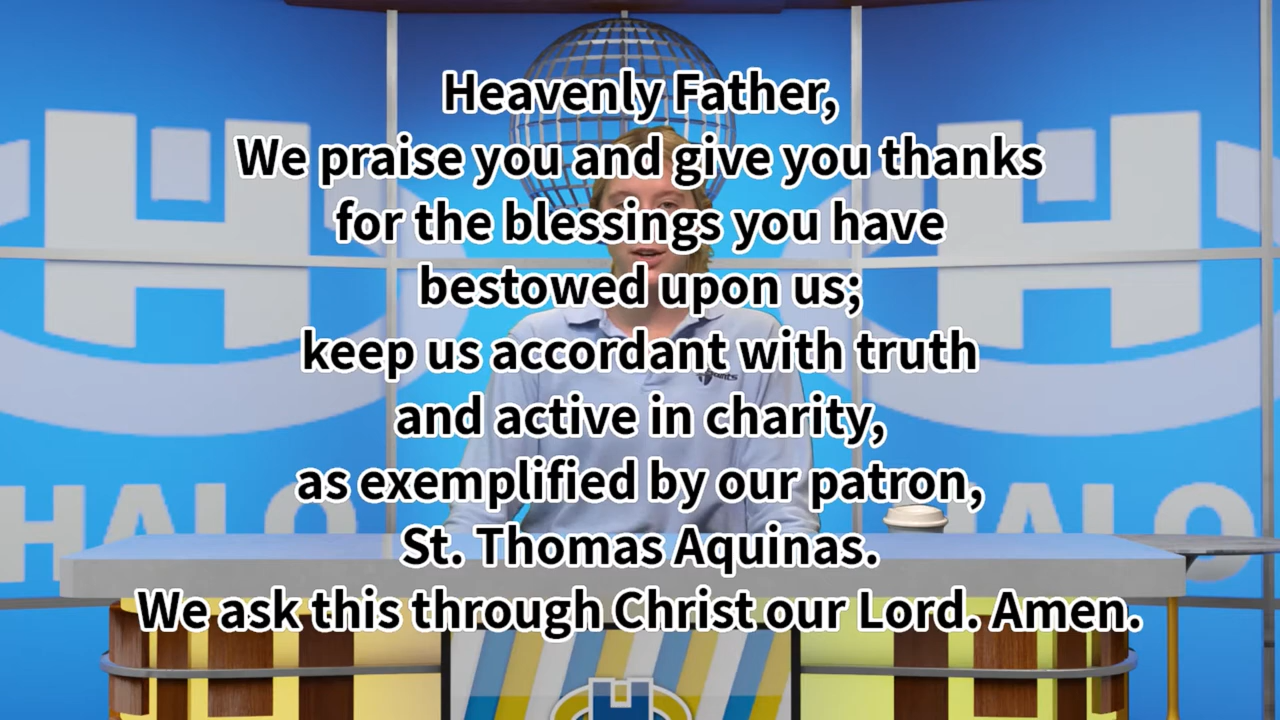 Heavenly Father,
We praise you and give you thanks
for the blessings you have
bestowed upon us;
keep us accordant with truth
and active in charity,
as exemplified by our patron,
St. Thomas Aquinas.
We ask this through Christ our Lord. Amen.
HALO
HALO